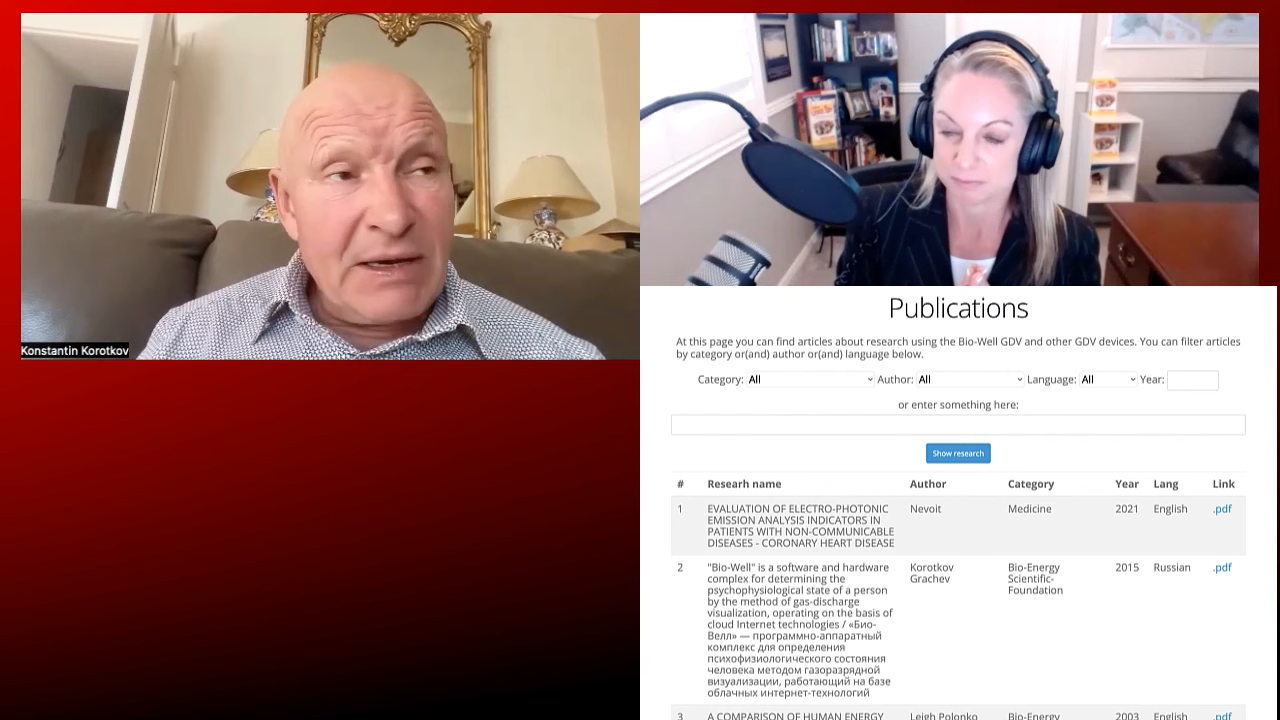 Konstantin Korotkov
Publications
At this page you can find articles about research using the Bio-Well GDV and other GDV devices. You can filter articles
by category or(and) author or(and) language below.
Category: All Author: All Language: All Year:
or enter something here:
Show research
# Researh name Author Category Year Lang Link
1 EVALUATION OF ELECTRO-PHOTONIC Nevoit Medicine 2021 English .pdf
EMISSION ANALYSIS INDICATORS IN
PATIENTS WITH NON-COMMUNICABLE
DISEASES - CORONARY HEART DISEASE
2 "Bio-Well" is a software and hardware Korotkov Bio-Energy 2015 Russian .pdf
complex for determining the Grachev Scientific-
psychophysiological state of a person Foundation
by the method of gas-discharge
visualization, operating on the basis of
cloud Internet technologies / «Био-
Велл» — программно-аппаратный
комплекс для определения
психофизиологического состояния
человека методом газоразрядной
визуализации, работающий на базе
облачных интернет-технологий
3 A COMPARISON OF HUMAN ENERGY Leigh Polonko Bio-Energy 2003 English .pdf